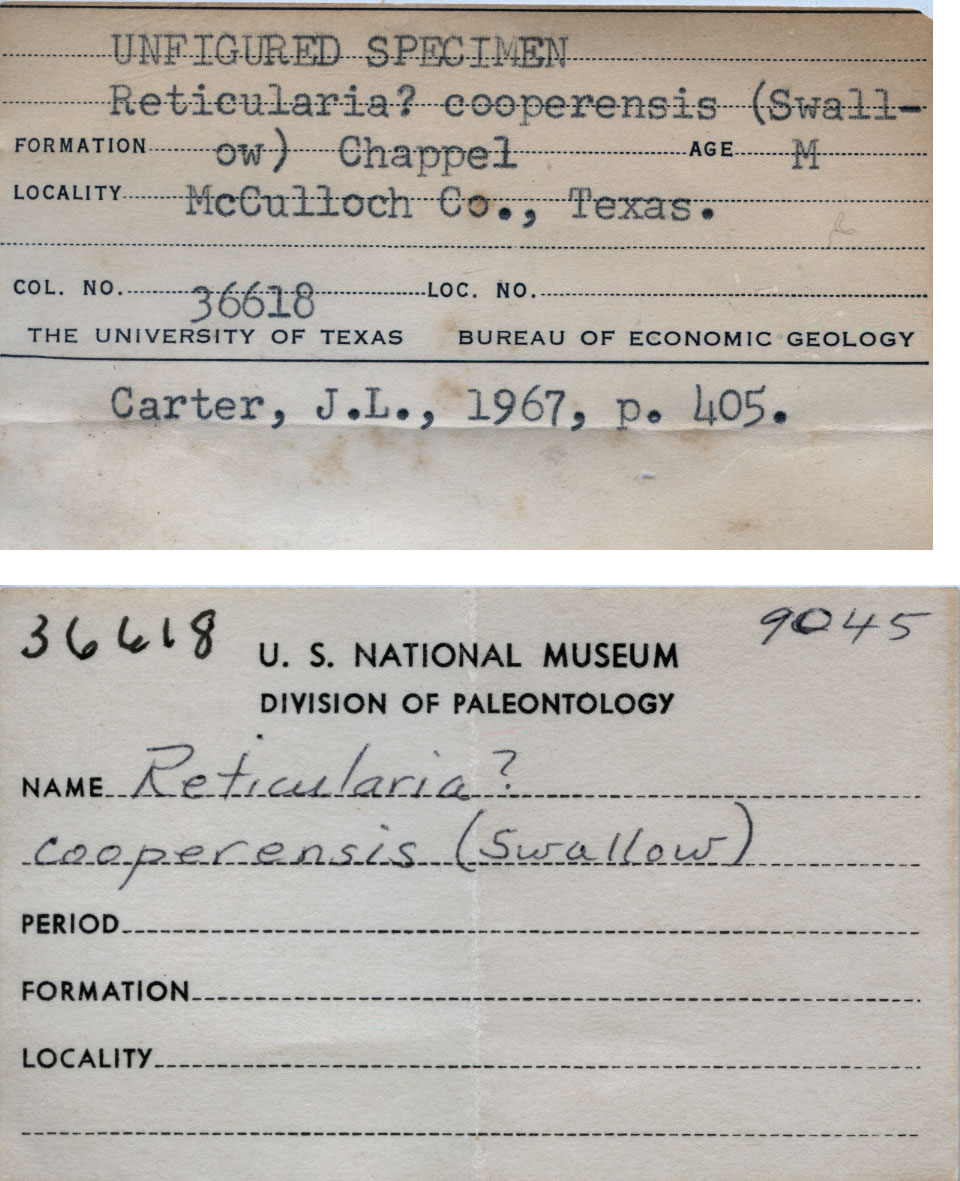 UNFIGURED SPECIMEN
Reticularia? cooperensis (Swall-
FORMATION ow) Chappel AGE M
LOCALITY McCulloch Co., Texas.
COL. NO. 36618 LOC. NO.
THE UNIVERSITY OF TEXAS BUREAU OF ECONOMIC GEOLOGY
Carter, J.L., 1967, p. 405.
36618 9045
U. S. NATIONAL MUSEUM
DIVISION OF PALEONTOLOGY
NAME Reticularia?
cooperensis (Swallow)
PERIOD
FORMATION
LOCALITY